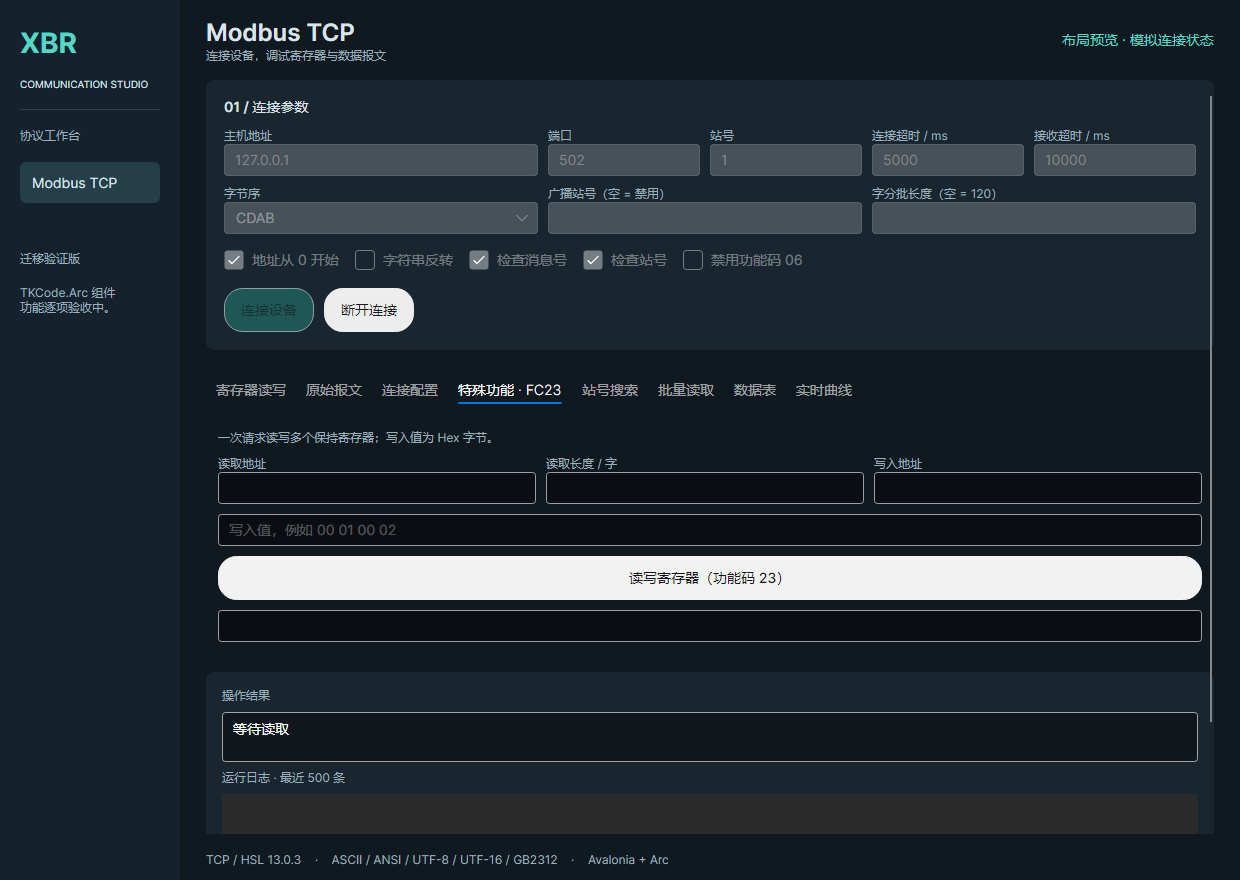 XBR
COMMUNICATION STUDIO
协议工作台
Modbus TCP
迁移验证版
TKCode.Arc 组件
功能逐项验收中。
Modbus TCP
连接设备，调试寄存器与数据报文
布局预览 · 模拟连接状态
01 / 连接参数
主机地址 端口 站号 连接超时 / ms 接收超时 / ms
127.0.0.1 502 1 5000 10000
字节序 广播站号（空 = 禁用） 字分批长度（空 = 120）
CDAB
地址从 0 开始 字符串反转 检查消息号 检查站号 禁用功能码 06
连接设备 断开连接
寄存器读写 原始报文 连接配置 特殊功能 · FC23 站号搜索 批量读取 数据表 实时曲线
一次请求读写多个保持寄存器；写入值为 Hex 字节。
读取地址 读取长度 / 字 写入地址
写入值，例如 00 01 00 02
读写寄存器（功能码 23）
操作结果
等待读取
运行日志 · 最近 500 条
TCP / HSL 13.0.3 · ASCII / ANSI / UTF-8 / UTF-16 / GB2312 · Avalonia + Arc